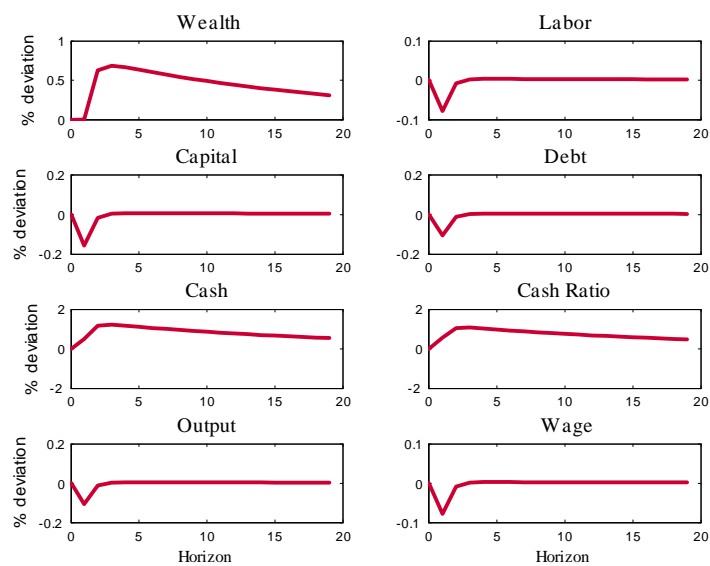 Wealth
Labor
% deviation
1
0.5
0
0 5 10 15 20
0.1
0
-0.1
0 5 10 15 20
Capital
Debt
% deviation
0.2
0
-0.2
0 5 10 15 20
0.2
0
-0.2
0 5 10 15 20
Cash
Cash Ratio
% deviation
2
0
-2
0 5 10 15 20
2
0
-2
0 5 10 15 20
Output
Wage
% deviation
0.2
0
-0.2
0 5 10 15 20
0.1
0
-0.1
0 5 10 15 20
Horizon
Horizon